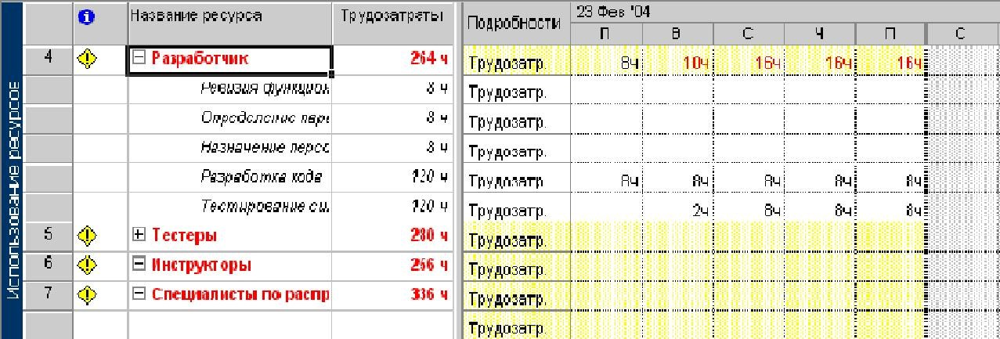 Использование ресурсов
Название ресурса Трудозатраты Подробности 23 Фев '04
П В С Ч П С
4 Разработчик 264 ч Трудозатр. 8ч 10ч 16ч 16ч 16ч
Ревизия функцион 8 ч Трудозатр.
Определение пере 8 ч Трудозатр.
Назначение персо 8 ч Трудозатр.
Разработка кода 120 ч Трудозатр. 8ч 8ч 8ч 8ч 8ч
Тестирование си. 120 ч Трудозатр. 2ч 8ч 8ч 8ч
5 Тестеры 280 ч Трудозатр.
6 Инструкторы 256 ч Трудозатр.
7 Специалисты по распр 336 ч Трудозатр.
Трудозатр.